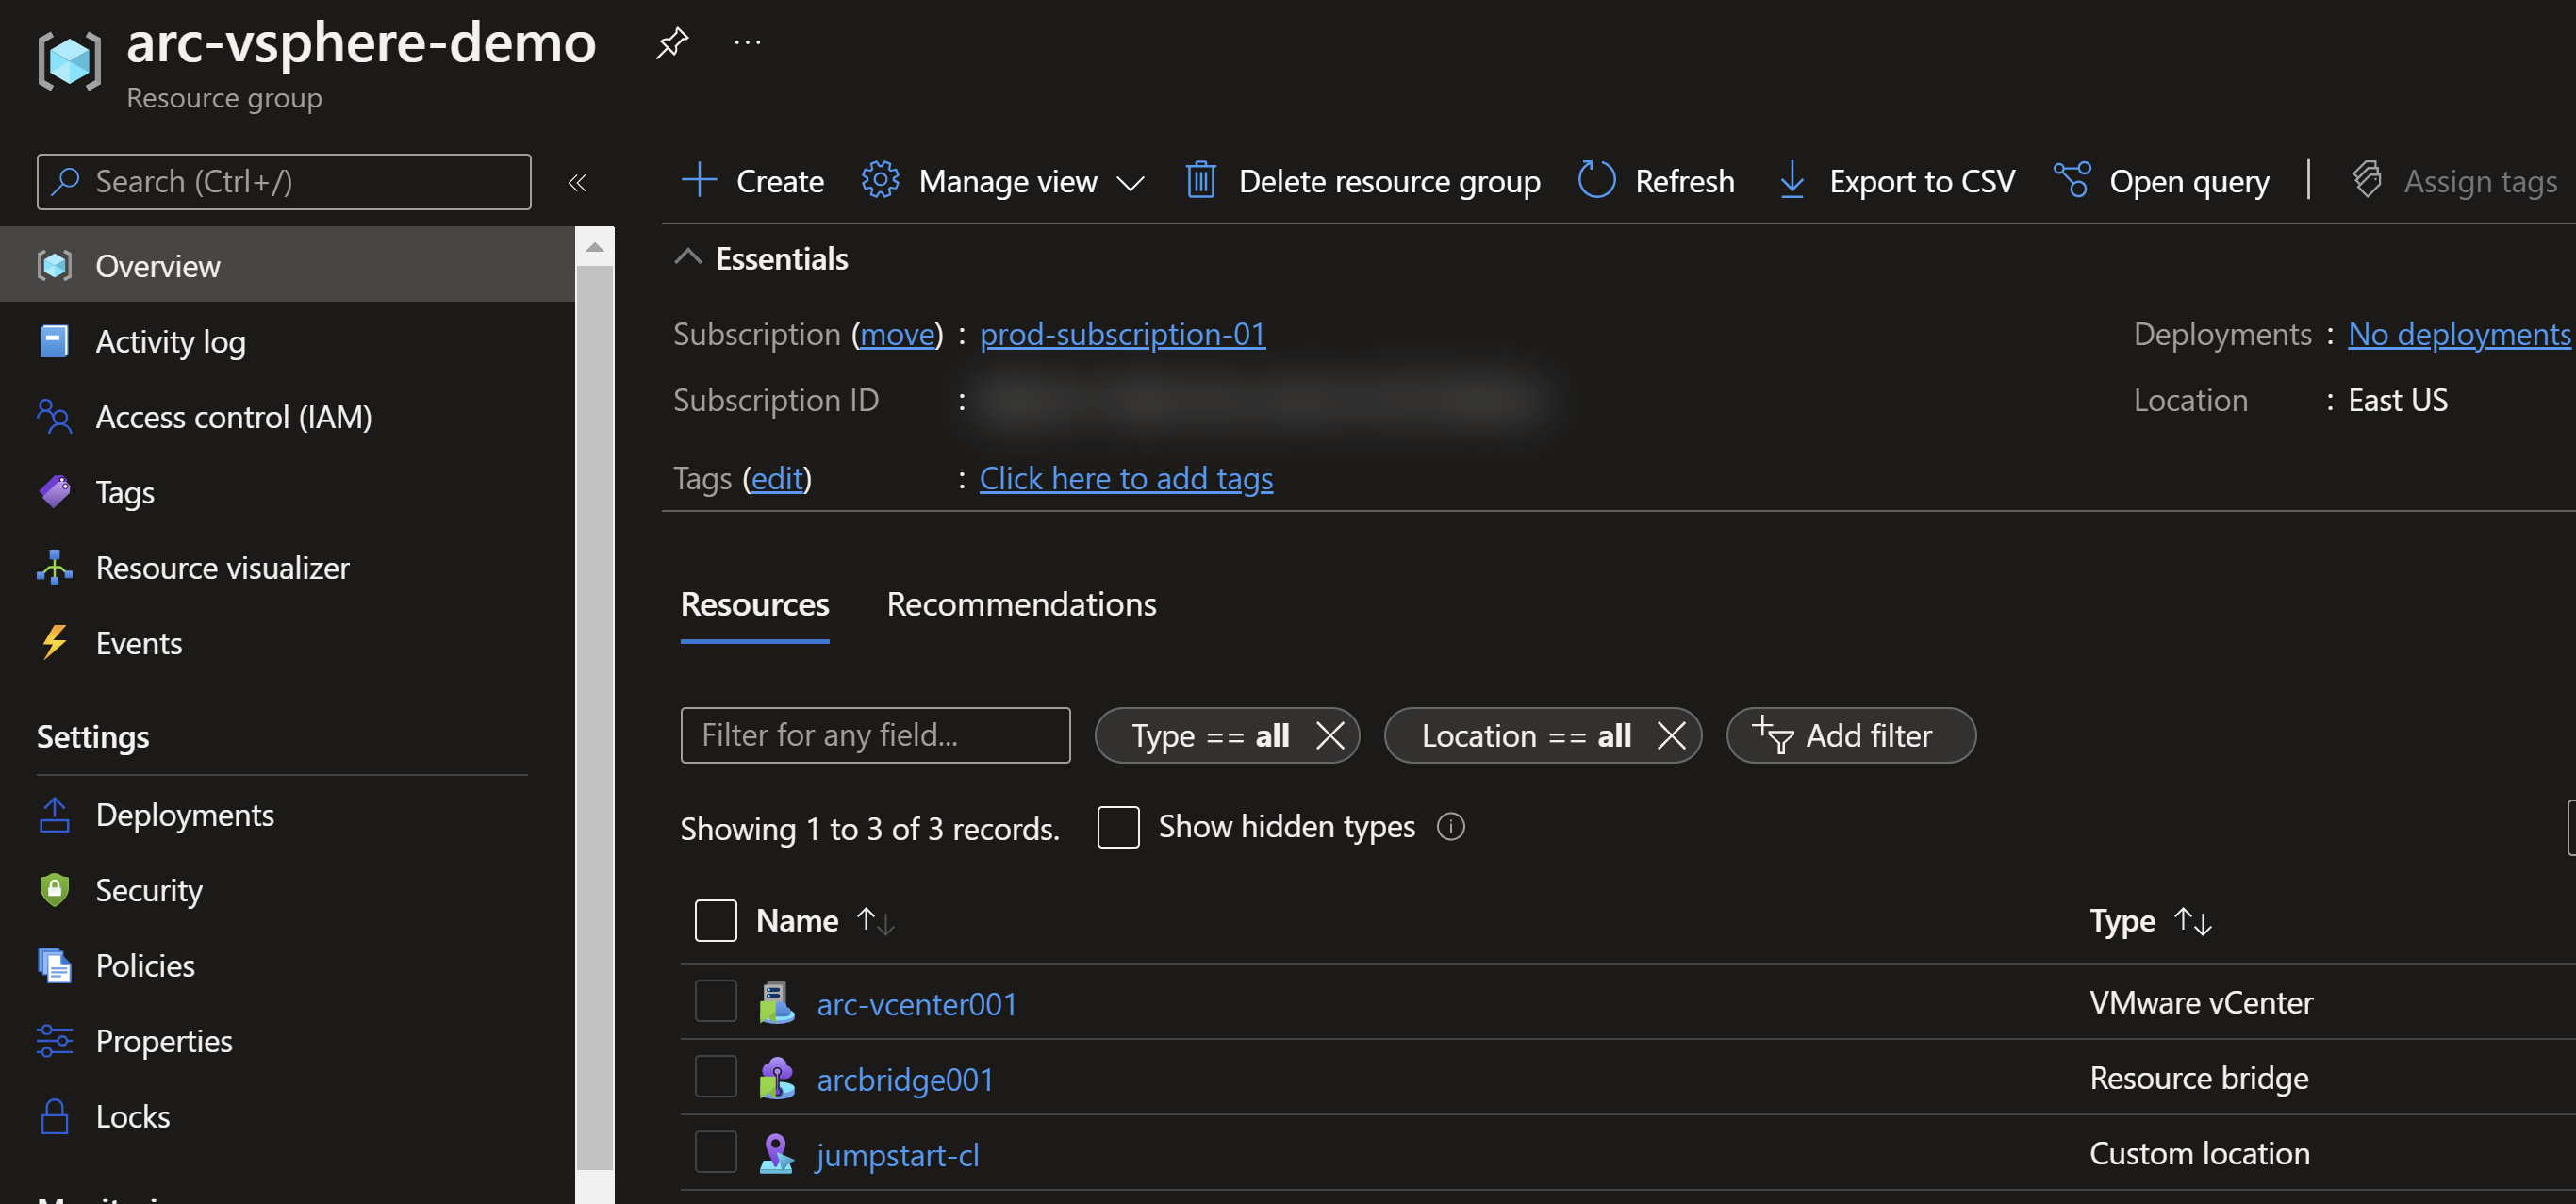 arc-vsphere-demo
Resource group
Search (Ctrl+/)
Create Manage view Delete resource group Refresh Export to CSV Open query Assign tags
Overview
Activity log
Access control (IAM)
Tags
Resource visualizer
Events
Settings
Deployments
Security
Policies
Properties
Locks
Essentials
Subscription (move) : prod-subscription-01
Subscription ID :
Tags (edit) : Click here to add tags
Deployments : No deployments
Location : East US
Resources Recommendations
Filter for any field... Type == all Location == all Add filter
Showing 1 to 3 of 3 records. Show hidden types
Name Type
arc-vcenter001 VMware vCenter
arcbridge001 Resource bridge
jumpstart-cl Custom location